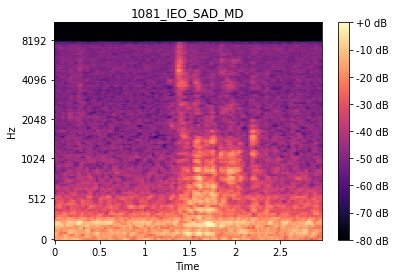 1081_IEO_SAD_MD
Hz
8192
4096
2048
1024
512
0
0
0.5
1
1.5
2
2.5
Time
+0 dB
-10 dB
-20 dB
-30 dB
-40 dB
-50 dB
-60 dB
-70 dB
-80 dB